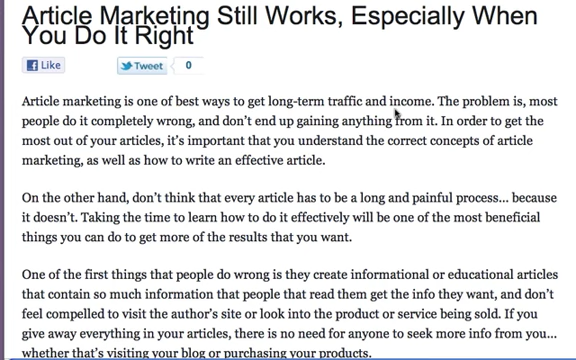 Article Marketing Still Works, Especially When
You Do It Right
Like Tweet 0
Article marketing is one of best ways to get long-term traffic and income. The problem is, most
people do it completely wrong, and don't end up gaining anything from it. In order to get the
most out of your articles, it's important that you understand the correct concepts of article
marketing, as well as how to write an effective article.
On the other hand, don't think that every article has to be a long and painful process... because
it doesn't. Taking the time to learn how to do it effectively will be one of the most beneficial
things you can do to get more of the results that you want.
One of the first things that people do wrong is they create informational or educational articles
that contain so much information that people that read them get the info they want, and don't
feel compelled to visit the author's site or look into the product or service being sold. If you
give away everything in your articles, there is no need for anyone to seek more info from you...
whether that's visiting your blog or purchasing your products.